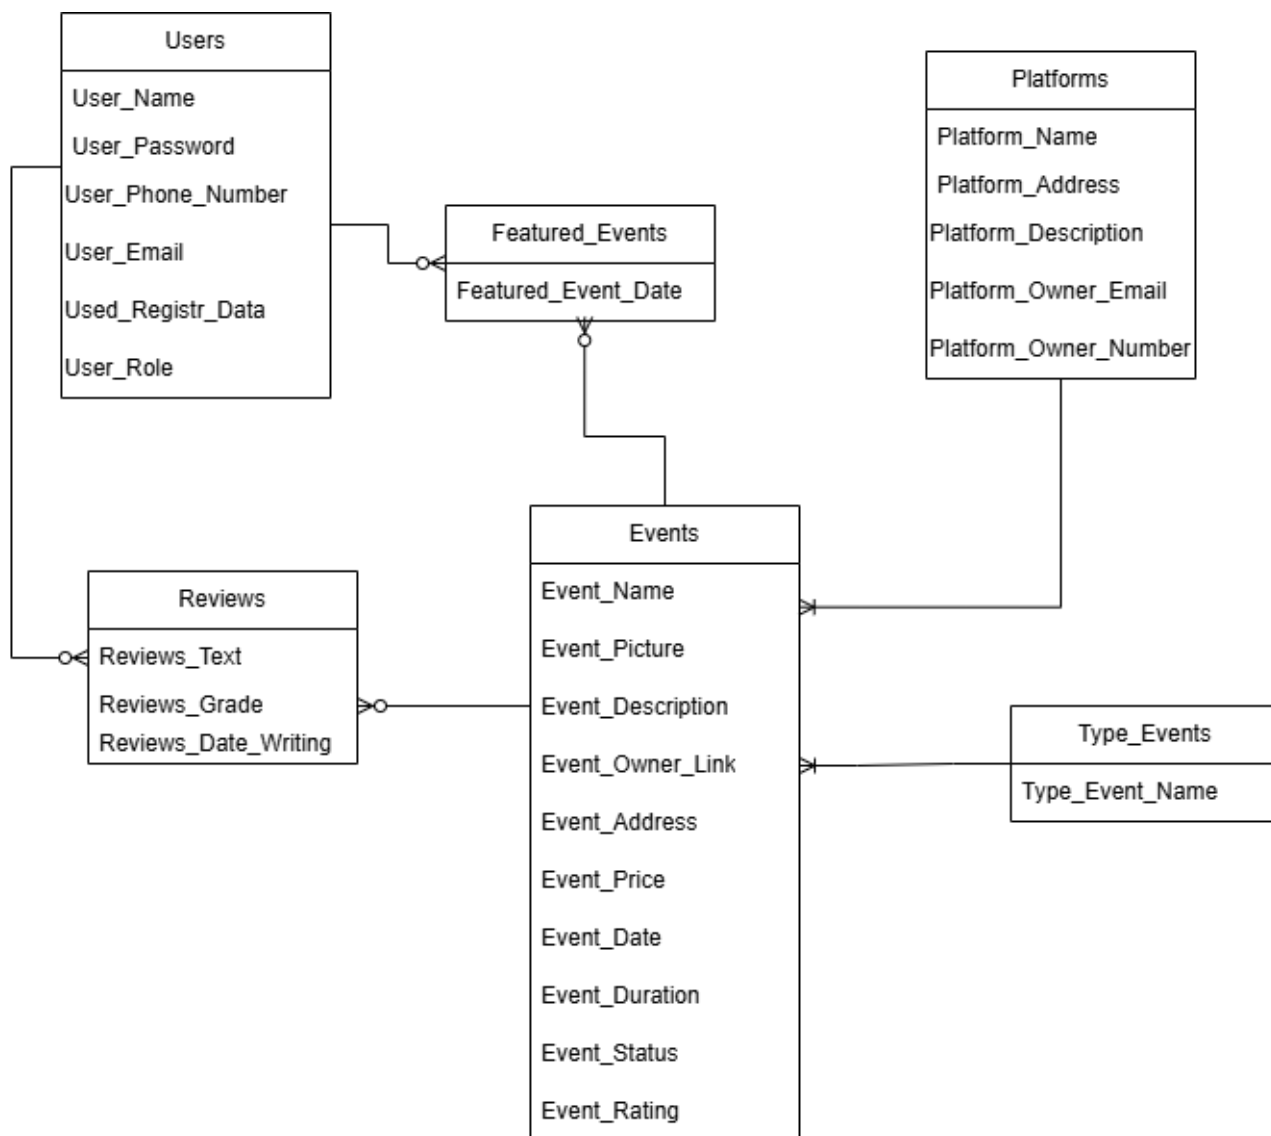 Users
User_Name
User_Password
User_Phone_Number
User_Email
Used_Registr_Data
User_Role
Featured_Events
Featured_Event_Date
Platforms
Platform_Name
Platform_Address
Platform_Description
Platform_Owner_Email
Platform_Owner_Number
Reviews
Reviews_Text
Reviews_Grade
Reviews_Date_Writing
Events
Event_Name
Event_Picture
Event_Description
Event_Owner_Link
Event_Address
Event_Price
Event_Date
Event_Duration
Event_Status
Event_Rating
Type_Events
Type_Event_Name